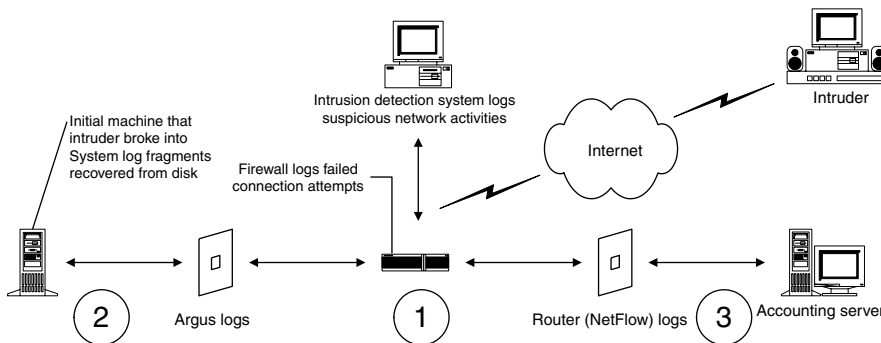 Intrusion detection system logs
suspicious network activities
Intruder
Initial machine that
intruder broke into
System log fragments
recovered from disk
Internet
Firewall logs failed
connection attempts
2
Argus logs
1
Router (NetFlow) logs
3
Accounting server